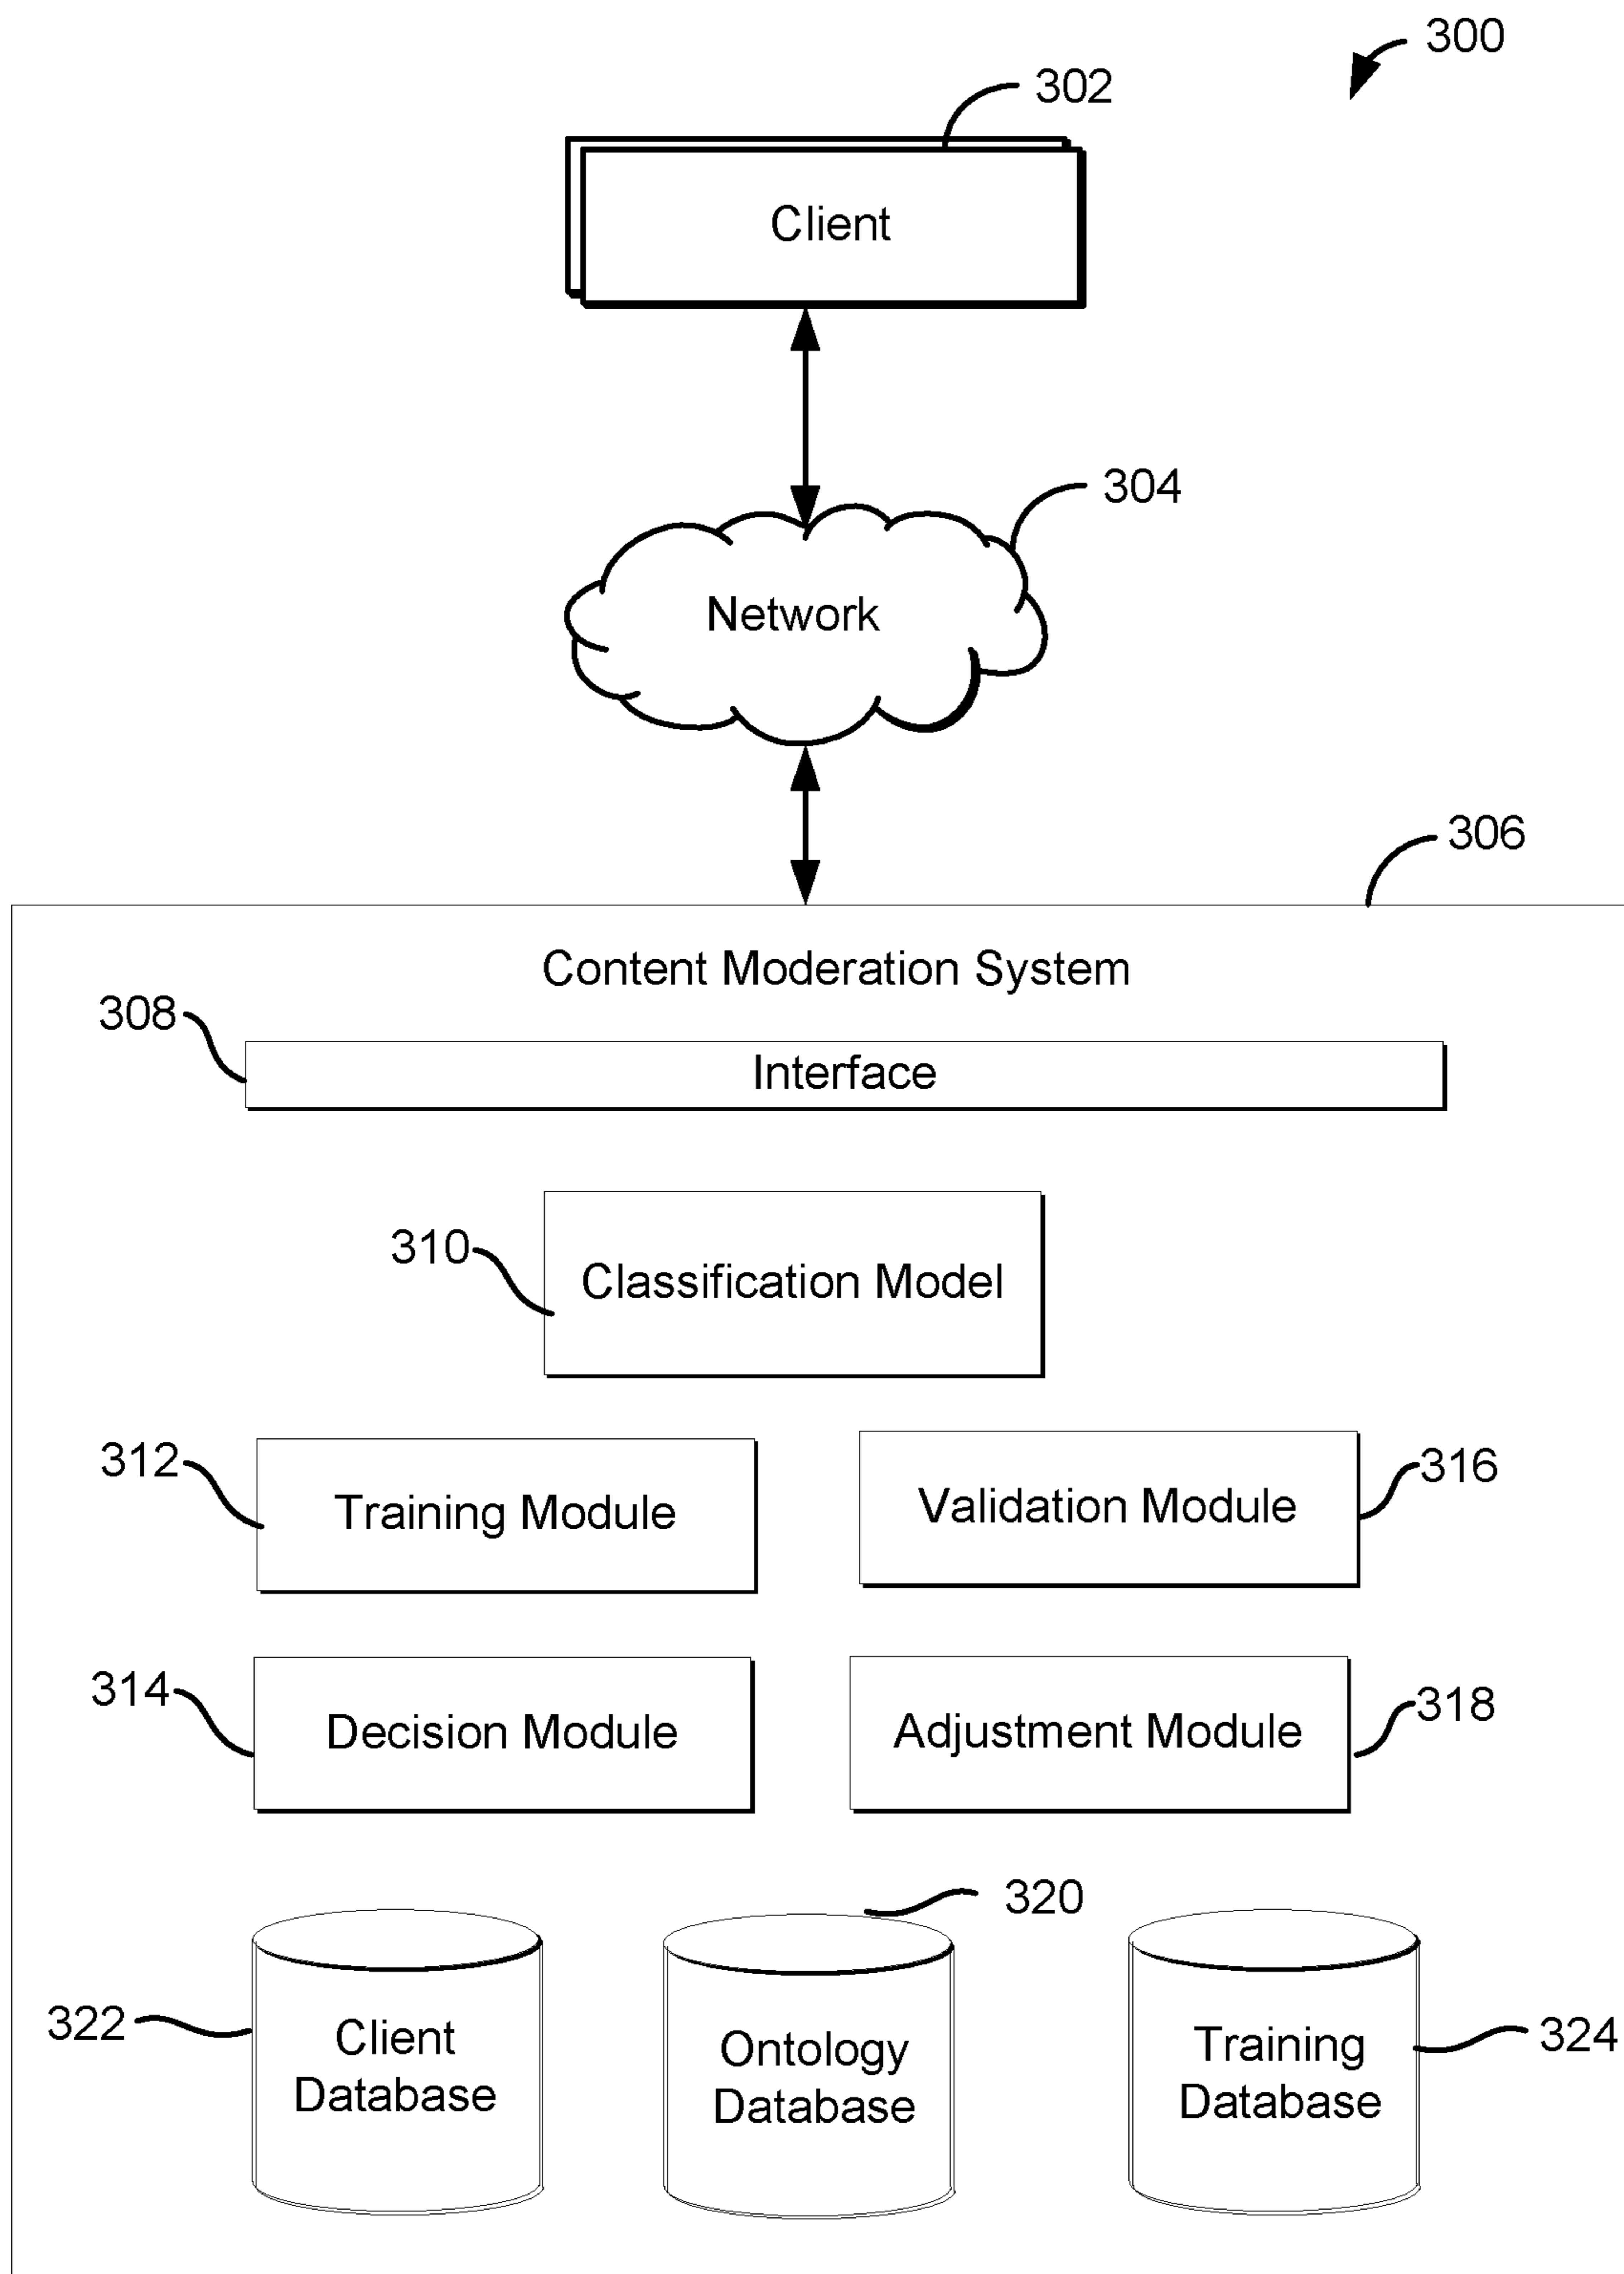 300
302
Client
304
Network
306
Content Moderation System
308
Interface
310
Classification Model
312
Training Module
316
Validation Module
314
Decision Module
318
Adjustment Module
320
322
Client
Database
Ontology
Database
324
Training
Database